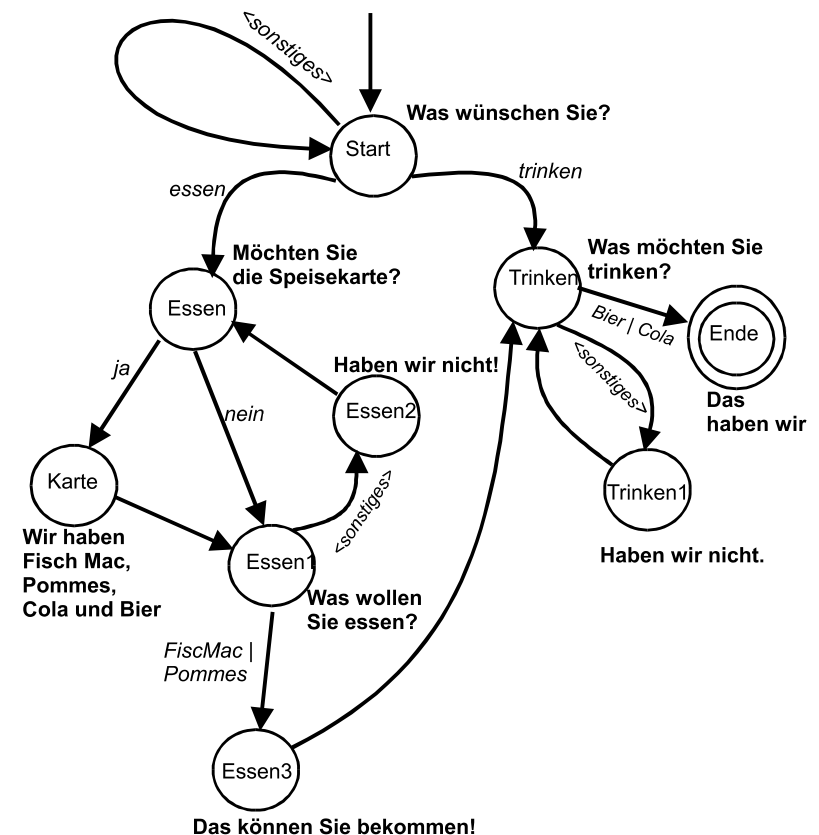 <sonstiges>
Was wünschen Sie?
Start
essen
trinken
Möchten Sie
die Speisekarte?
Was möchten Sie
trinken?
Essen
Trinken
Bier | Cola
Ende
<sonstiges>
Das
haben wir
ja
nein
Haben wir nicht!
Essen2
Karte
Trinken1
<sonstiges>
Wir haben
Fisch Mac,
Pommes,
Cola und Bier
Essen1
Haben wir nicht.
Was wollen
Sie essen?
FiscMac |
Pommes
Essen3
Das können Sie bekommen!